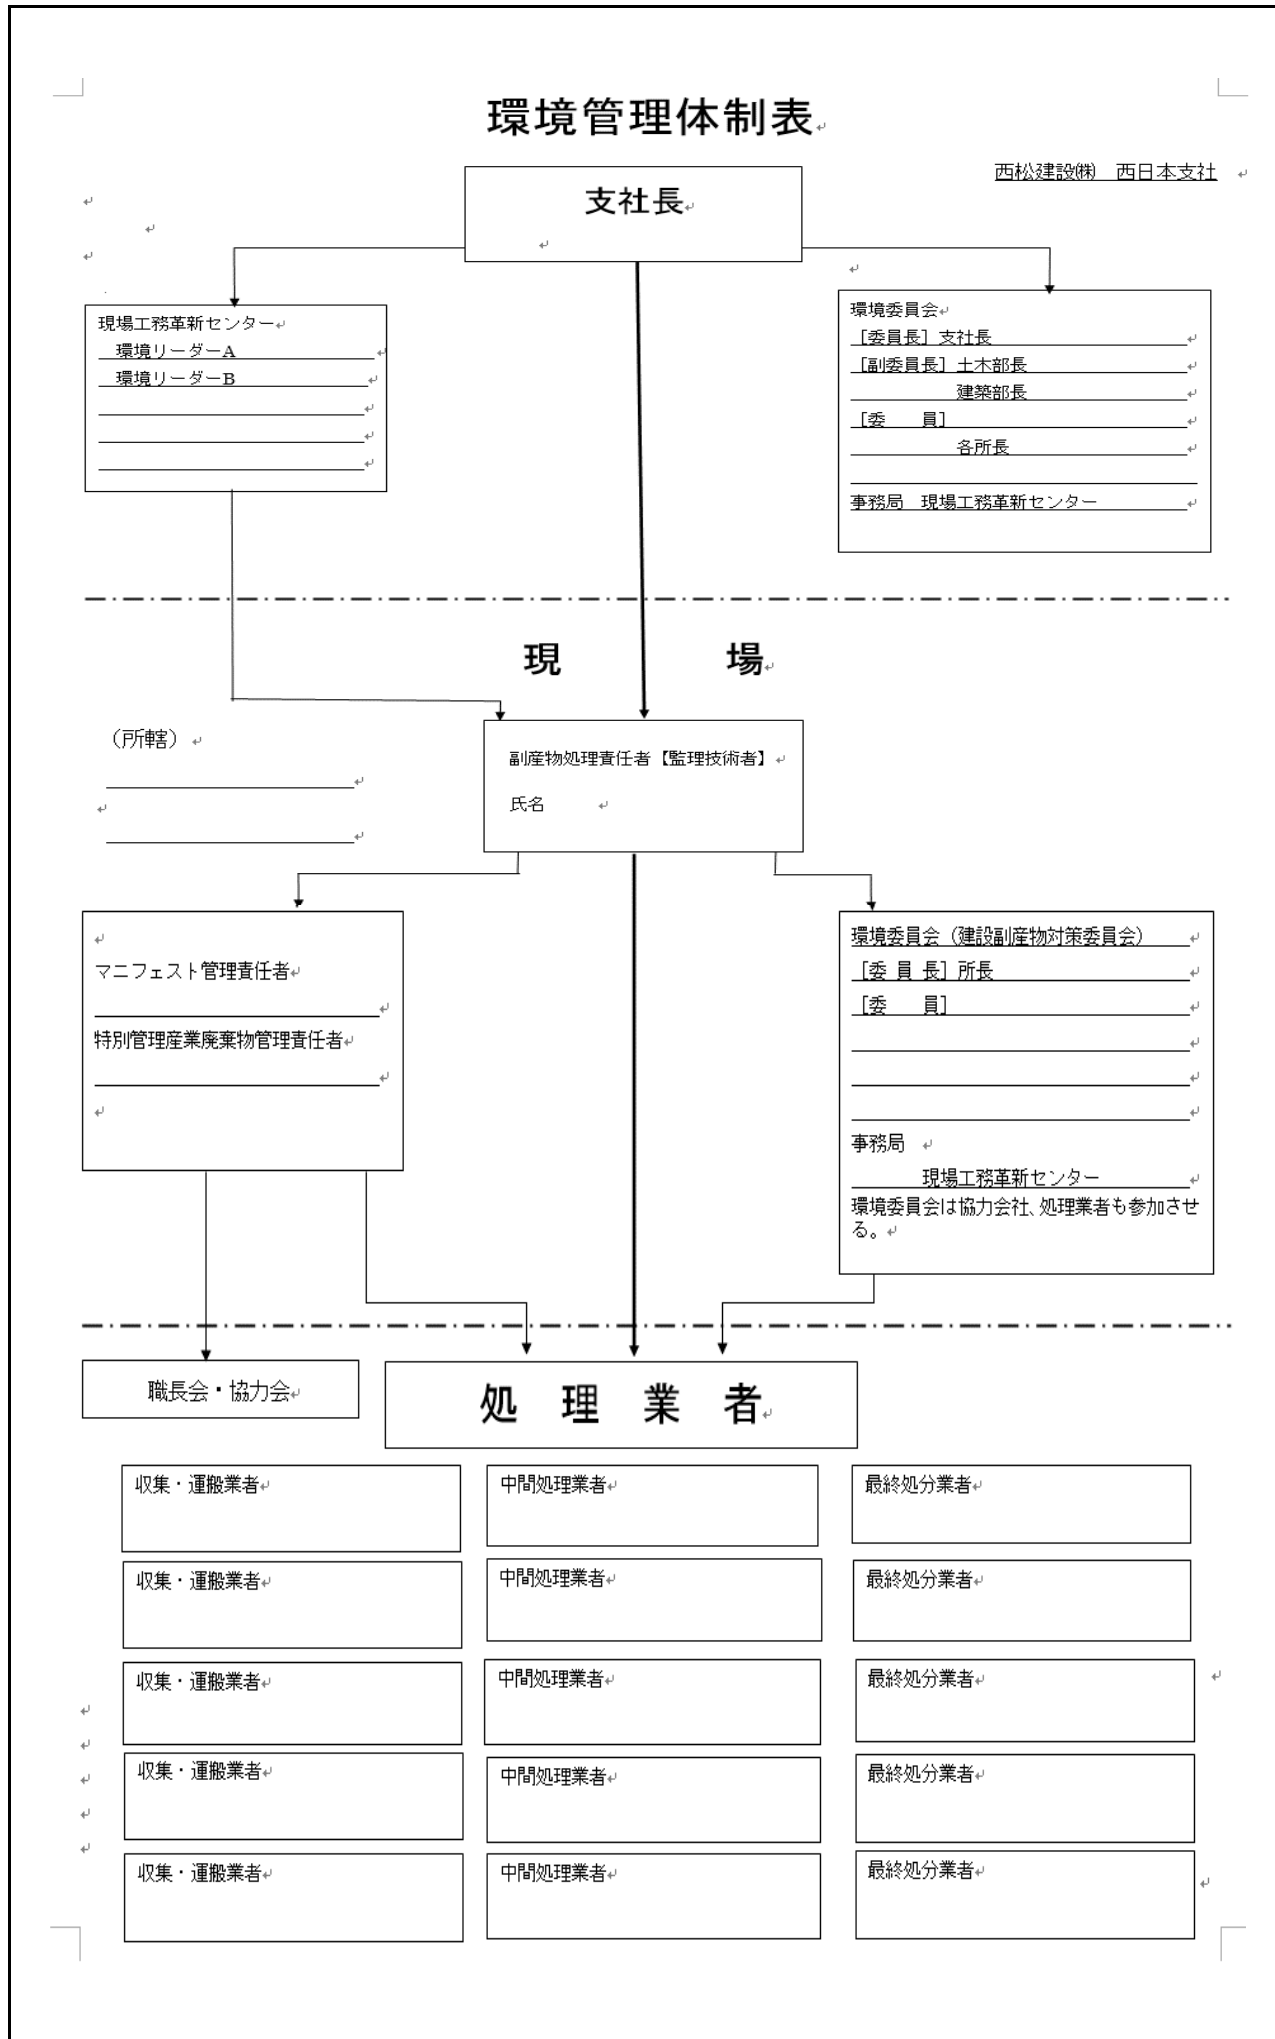 環境管理体制表
西松建設㈱　西日本支社
支社長
現場工務革新センター
環境リーダーA
環境リーダーB
環境委員会
［委員長］支社長
［副委員長］土木部長
建築部長
［委　　員］
各所長
事務局　現場工務革新センター
現　　　　場
（所轄）
副産物処理責任者【監理技術者】
氏名
マニフェスト管理責任者
特別管理産業廃棄物管理責任者
環境委員会（建設副産物対策委員会）
［委 員 長］所長
［委　　員］
事務局
現場工務革新センター
環境委員会は協力会社、処理業者も参加させ
る。
職長会・協力会
処　理　業　者
収集・運搬業者
中間処理業者
最終処分業者
収集・運搬業者
中間処理業者
最終処分業者
収集・運搬業者
中間処理業者
最終処分業者
収集・運搬業者
中間処理業者
最終処分業者
収集・運搬業者
中間処理業者
最終処分業者